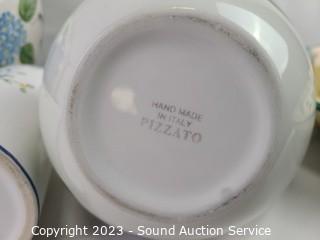 HAND MADE
IN ITALY
PIZZATO
Copyright 2023 - Sound Auction Service